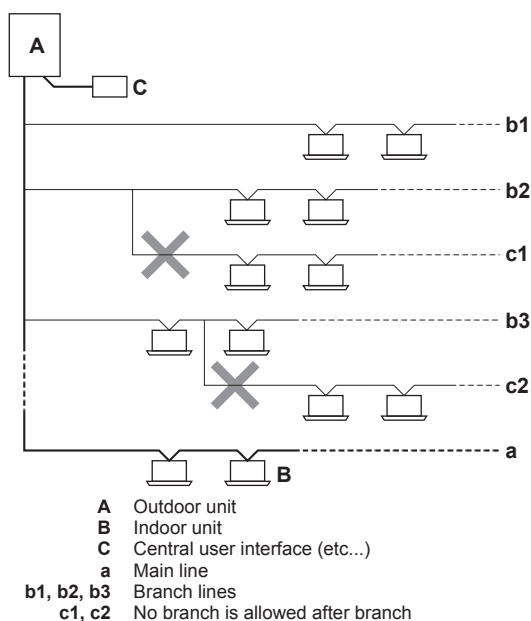 A
C
b1
b2
c1
b3
c2
a
B
A Outdoor unit
B Indoor unit
C Central user interface (etc...)
a Main line
b1, b2, b3 Branch lines
c1, c2 No branch is allowed after branch